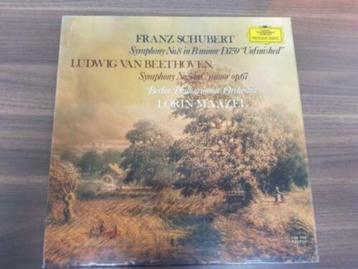 FRANZ SCHUBERT
Symphony No.8 in B minor D.759 "Unfinished"
LUDWIG VAN BEETHOVEN
Symphony No.5 in C minor op.67
Berlin Philharmonic Orchestra
LORIN MAAZEL